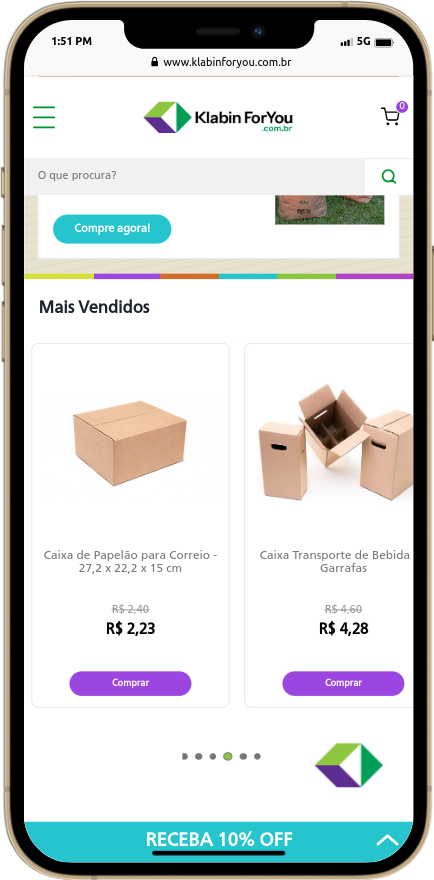 1:51 PM
5G
www.klabinforyou.com.br
Klabin ForYou
.com.br
0
O que procura?
Compre agora!
Mais Vendidos
Caixa de Papelão para Correio -
27,2 x 22,2 x 15 cm
R$ 2,40
R$ 2,23
Comprar
Caixa Transporte de Bebida
Garrafas
R$ 4,60
R$ 4,28
Comprar
RECEBA 10% OFF